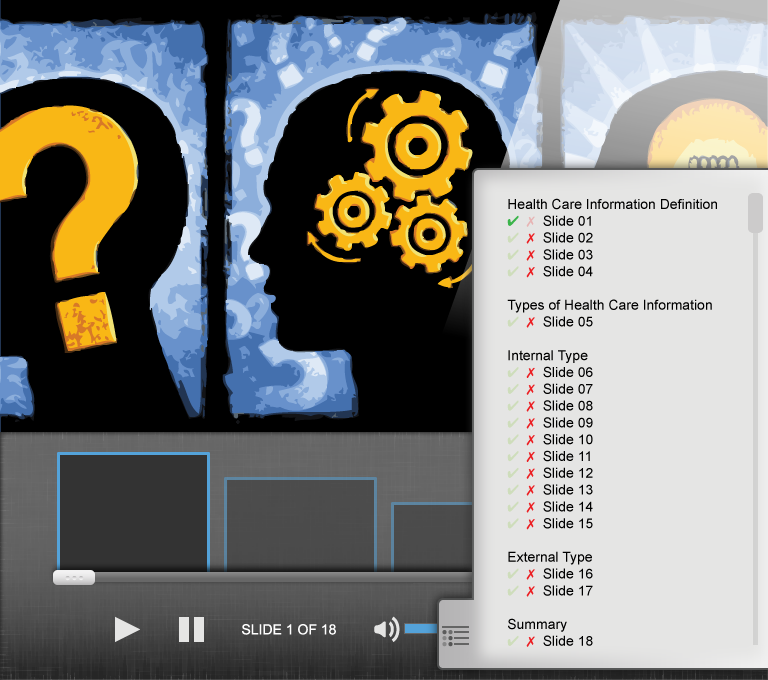 Health Care Information Definition
✔ ✗ Slide 01
✔ ✗ Slide 02
✔ ✗ Slide 03
✔ ✗ Slide 04
Types of Health Care Information
✔ ✗ Slide 05
Internal Type
✔ ✗ Slide 06
✔ ✗ Slide 07
✔ ✗ Slide 08
✔ ✗ Slide 09
✔ ✗ Slide 10
✔ ✗ Slide 11
✔ ✗ Slide 12
✔ ✗ Slide 13
✔ ✗ Slide 14
✔ ✗ Slide 15
External Type
✔ ✗ Slide 16
✔ ✗ Slide 17
Summary
✔ ✗ Slide 18
SLIDE 1 OF 18